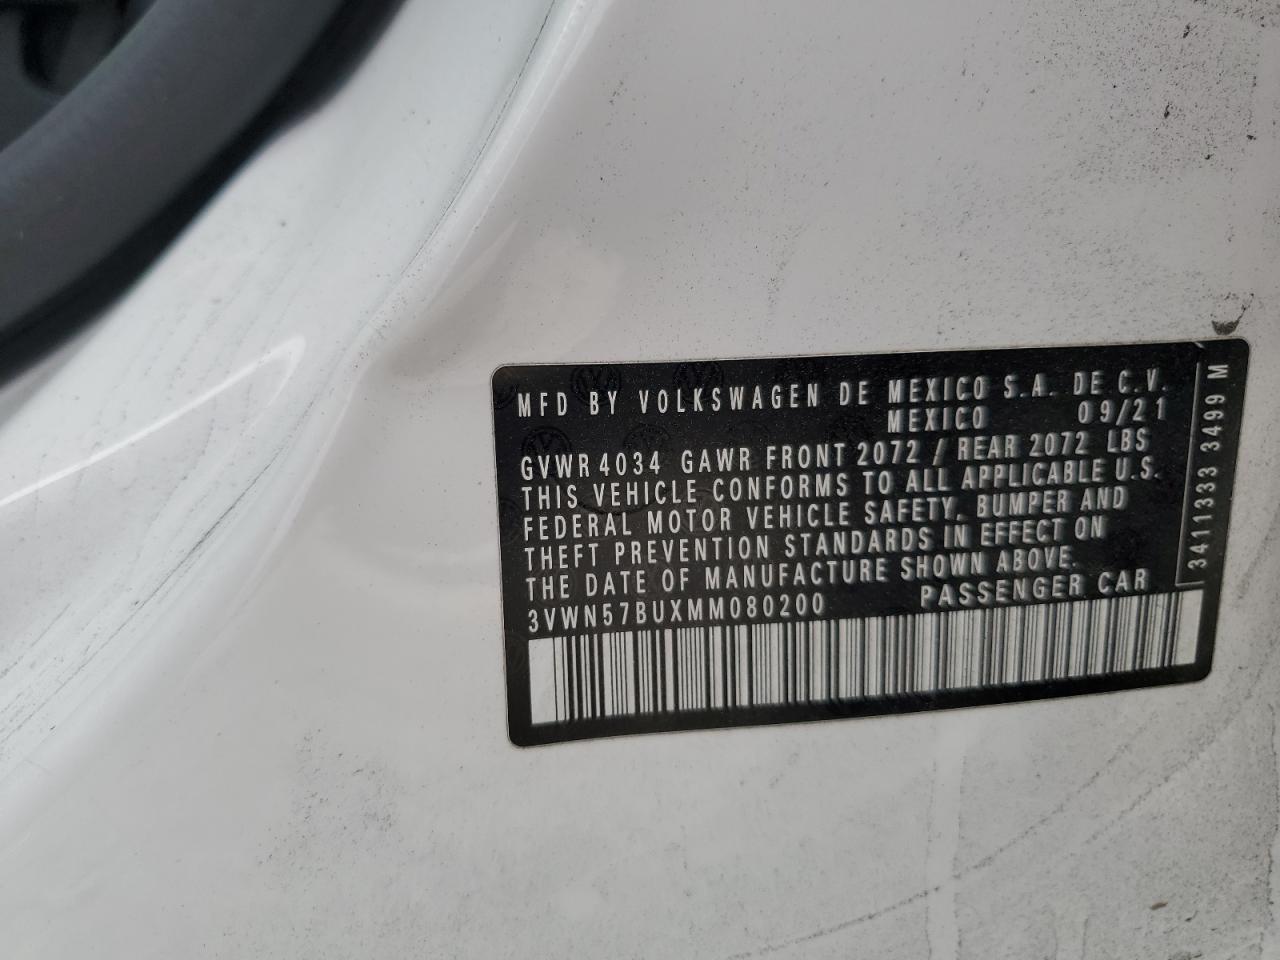 MFD BY VOLKSWAGEN DE MEXICO S.A. DE C.V.
MEXICO 09/21
GVWR 4034 GAWR FRONT 2072 / REAR 2072 LBS
THIS VEHICLE CONFORMS TO ALL APPLICABLE U.S.
FEDERAL MOTOR VEHICLE SAFETY, BUMPER AND
THEFT PREVENTION STANDARDS IN EFFECT ON
THE DATE OF MANUFACTURE SHOWN ABOVE.
3VWN57BUXMM080200 PASSENGER CAR
3411333 3499 M